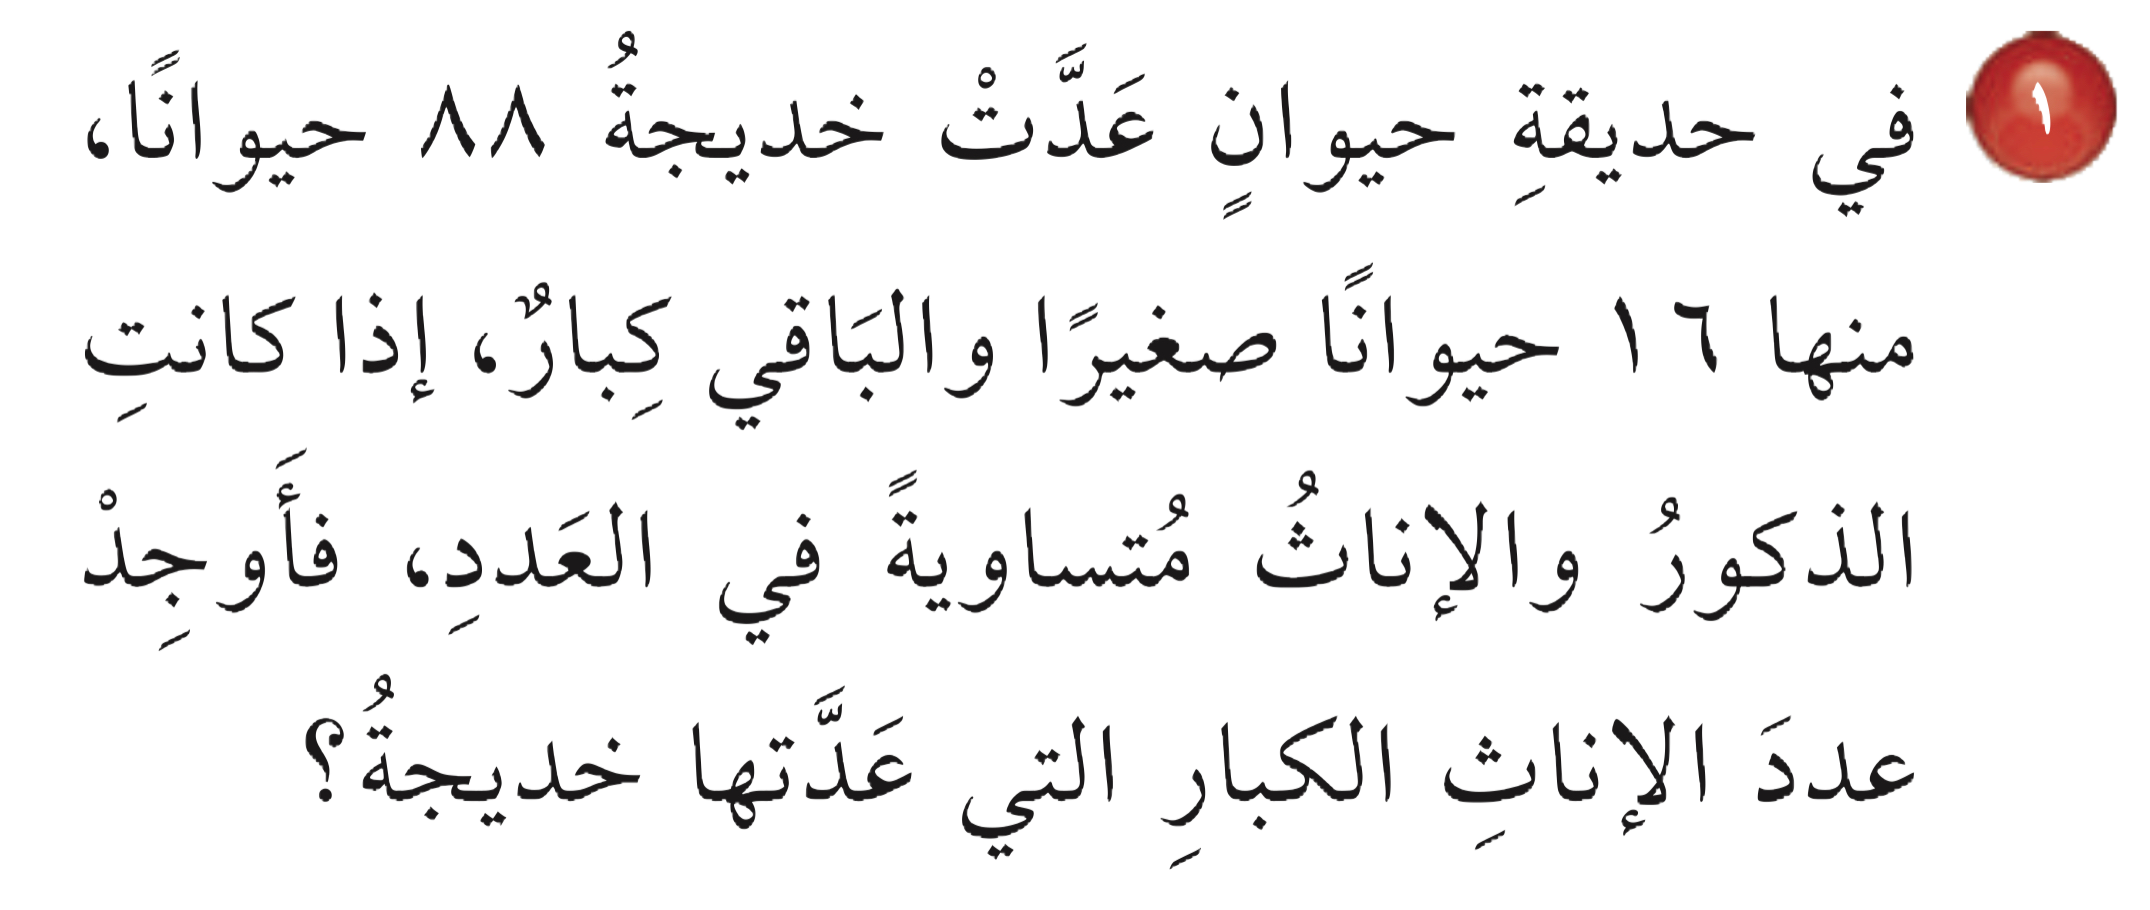 ١ في حديقةِ حيوانٍ عَدَّتْ خديجةُ ٨٨ حيوانًا،
منها ١٦ حيوانًا صغيرًا والبَاقي كِبارٌ، إذا كانتِ
الذكورُ والإناثُ مُتساويةً في العَددِ، فأَوجِدْ
عددَ الإناثِ الكبارِ التي عَدَّتها خديجةُ؟